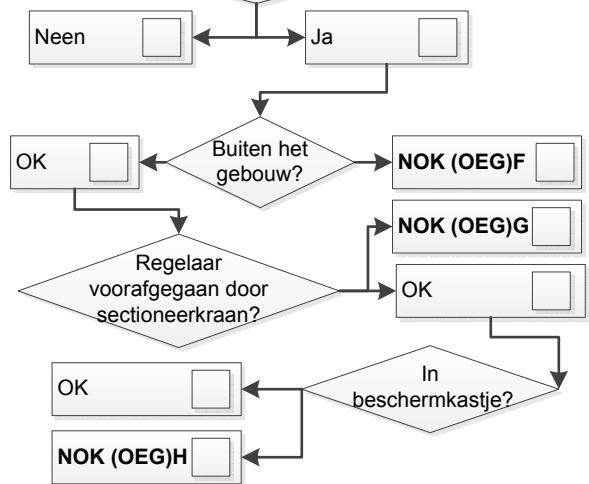 Neen
Ja
Buiten het
gebouw?
OK
NOK (OEG)F
NOK (OEG)G
Regelaar
voorafgegaan door
sectioneerkraan?
OK
In
beschermkastje?
OK
NOK (OEG)H